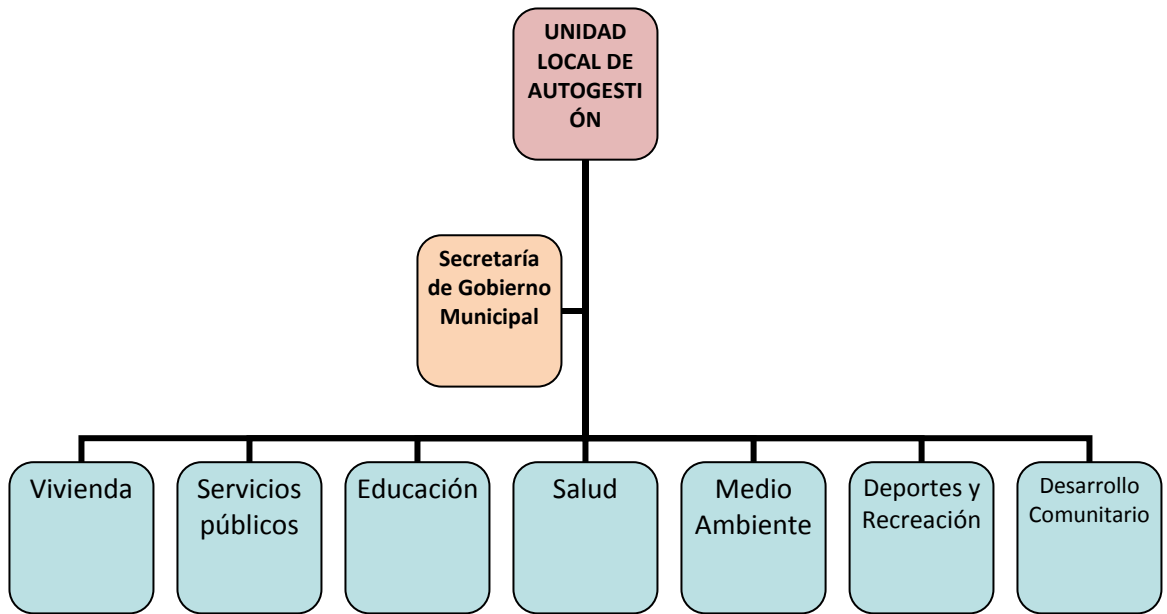 UNIDAD
LOCAL DE
AUTOGESTI
ÓN
Secretaría
de Gobierno
Municipal
Vivienda
Servicios
públicos
Educación
Salud
Medio
Ambiente
Deportes y
Recreación
Desarrollo
Comunitario